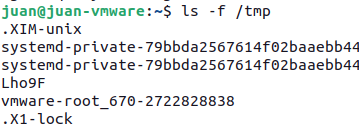 juan@juan-vmware:~$ ls -f /tmp
.XIM-unix
systemd-private-79bbda2567614f02baaebb44
systemd-private-79bbda2567614f02baaebb44
Lho9F
vmware-root_670-2722828838
.X1-lock